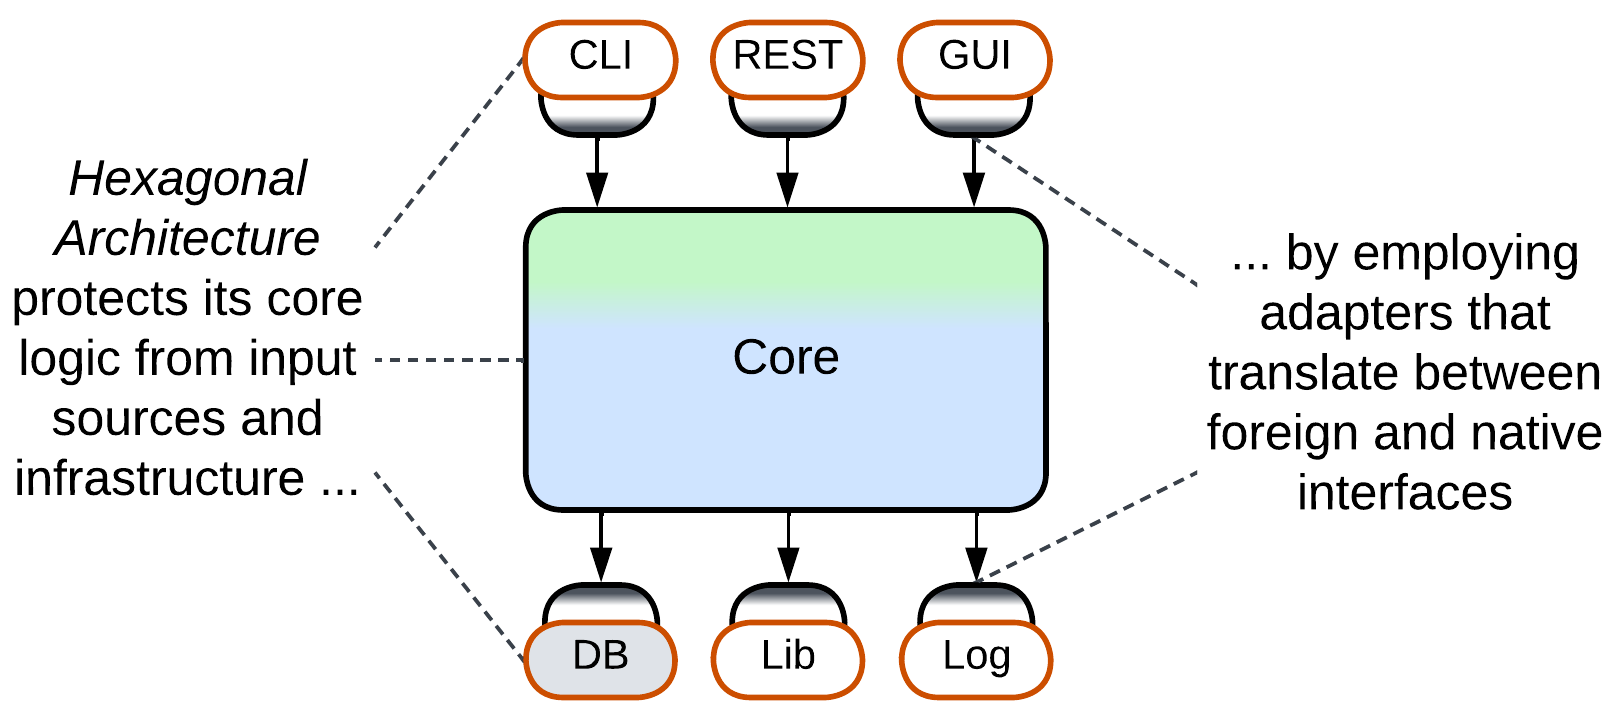 CLI
REST
GUI
Hexagonal
Architecture
protects its core
logic from input
sources and
infrastructure ...
Core
... by employing
adapters that
translate between
foreign and native
interfaces
DB
Lib
Log